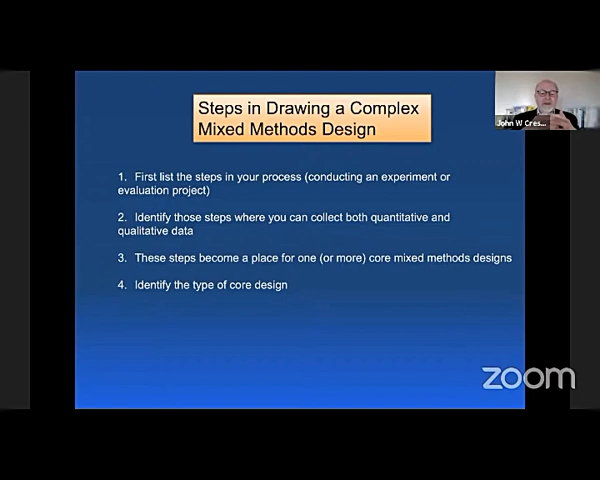 Steps in Drawing a Complex
Mixed Methods Design
John W Cres...
1. First list the steps in your process (conducting an experiment or
evaluation project)
2. Identify those steps where you can collect both quantitative and
qualitative data
3. These steps become a place for one (or more) core mixed methods designs
4. Identify the type of core design
zoom